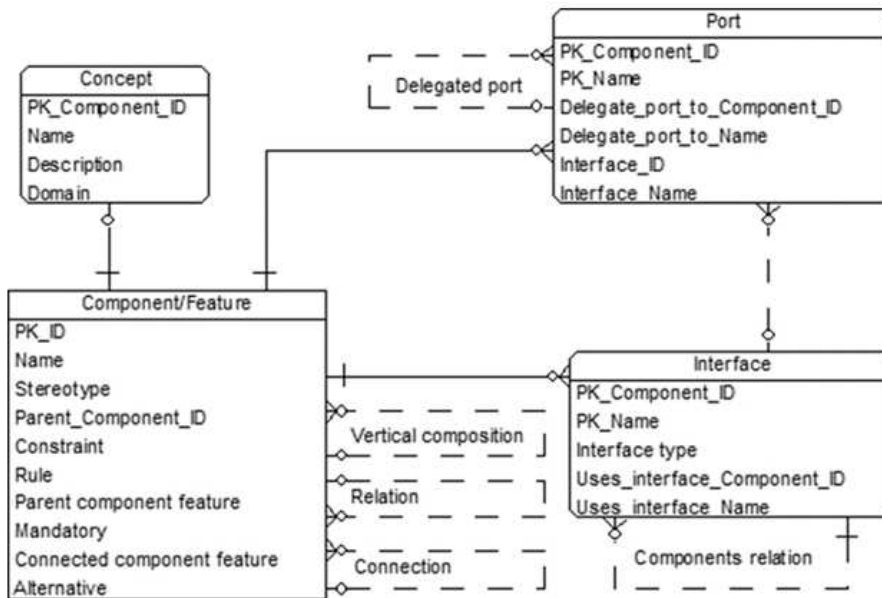 Port
PK_Component_ID
PK_Name
Delegate_port_to_Component_ID
Delegate_port_to_Name
Interface_ID
Interface_Name
Delegated port
Concept
PK_Component_ID
Name
Description
Domain
Component/Feature
PK_ID
Name
Stereotype
Parent_Component_ID
Constraint
Rule
Parent component feature
Mandatory
Connected component feature
Alternative
Vertical composition
Relation
Connection
Interface
PK_Component_ID
PK_Name
Interface type
Uses_interface_Component_ID
Uses_interface_Name
Components relation